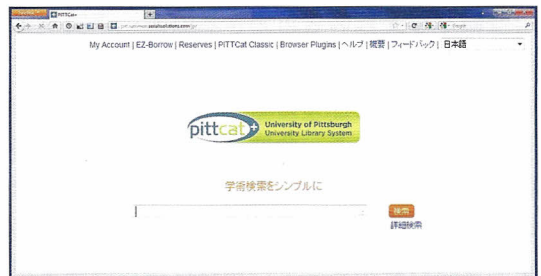 PITTCat+
My Account | EZ-Borrow | Reserves | PITTCat Classic | Browser Plugins | ヘルプ | 概要 | フィードバック | 日本語
pittcat+ University of Pittsburgh
University Library System
学術検索をシンプルに
検索
詳細検索